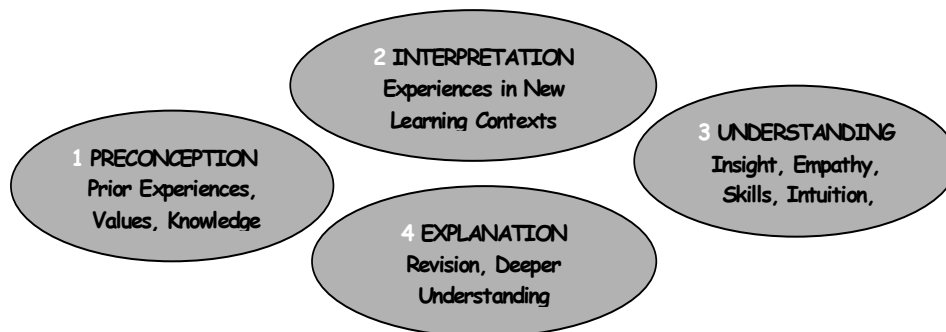 1 PRECONCEPTION
Prior Experiences,
Values, Knowledge
2 INTERPRETATION
Experiences in New
Learning Contexts
3 UNDERSTANDING
Insight, Empathy,
Skills, Intuition,
4 EXPLANATION
Revision, Deeper
Understanding